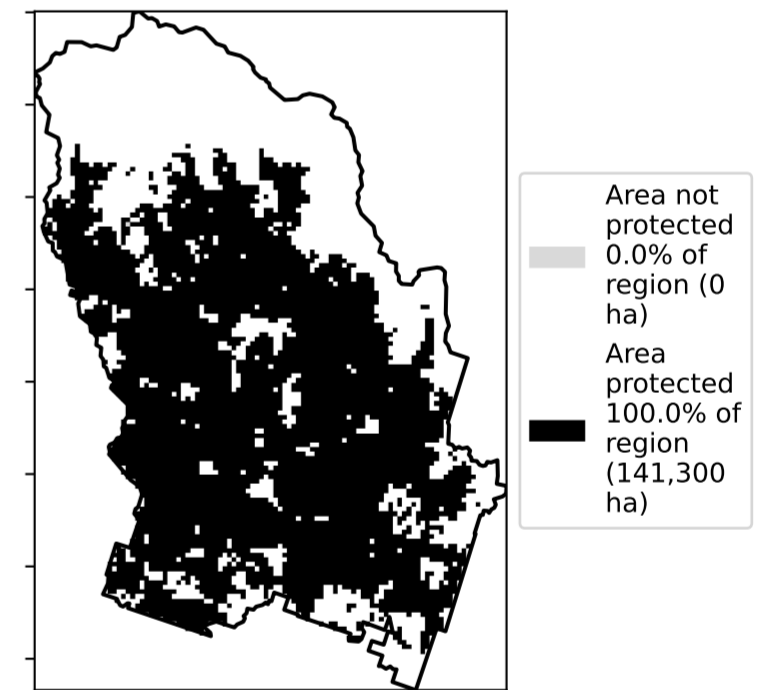 Area not
protected
0.0% of
region (0
ha)
Area
protected
100.0% of
region
(141,300
ha)